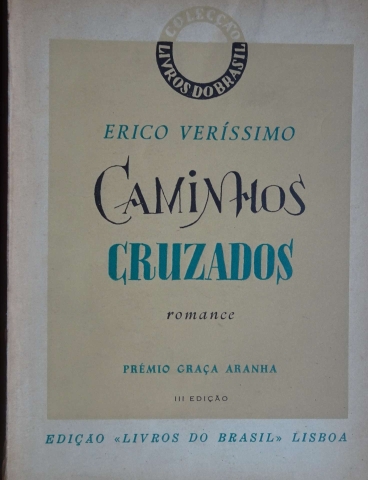 COLECÇÃO
LIVROS DO BRASIL
ERICO VERÍSSIMO
CAMINHOS
CRUZADOS
romance
PRÉMIO GRAÇA ARANHA
III EDIÇÃO
EDIÇÃO «LIVROS DO BRASIL» LISBOA